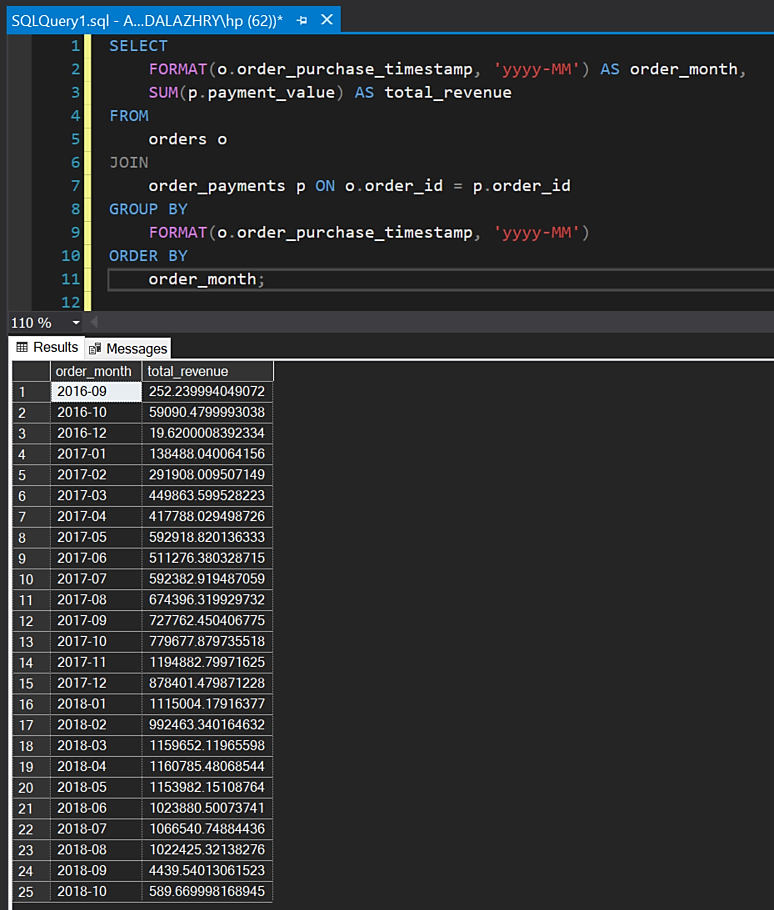 SQLQuery1.sql - A...DALAZHRY\hp (62))*
1 SELECT
2 FORMAT(o.order_purchase_timestamp, 'yyyy-MM') AS order_month,
3 SUM(p.payment_value) AS total_revenue
4 FROM
5 orders o
6 JOIN
7 order_payments p ON o.order_id = p.order_id
8 GROUP BY
9 FORMAT(o.order_purchase_timestamp, 'yyyy-MM')
10 ORDER BY
11 order_month;
12
110 %
Results Messages
order_month total_revenue
1 2016-09 252.239994049072
2 2016-10 59090.4799993038
3 2016-12 19.6200008392334
4 2017-01 138488.040064156
5 2017-02 291908.009507149
6 2017-03 449863.599528223
7 2017-04 417788.029498726
8 2017-05 592918.820136333
9 2017-06 511276.380328715
10 2017-07 592382.919487059
11 2017-08 674396.319929732
12 2017-09 727762.450406775
13 2017-10 779677.879735518
14 2017-11 1194882.79971625
15 2017-12 878401.479871228
16 2018-01 1115004.17916377
17 2018-02 992463.340164632
18 2018-03 1159652.11965598
19 2018-04 1160785.48068544
20 2018-05 1153982.15108764
21 2018-06 1023880.50073741
22 2018-07 1066540.74884436
23 2018-08 1022425.32138276
24 2018-09 4439.54013061523
25 2018-10 589.669998168945